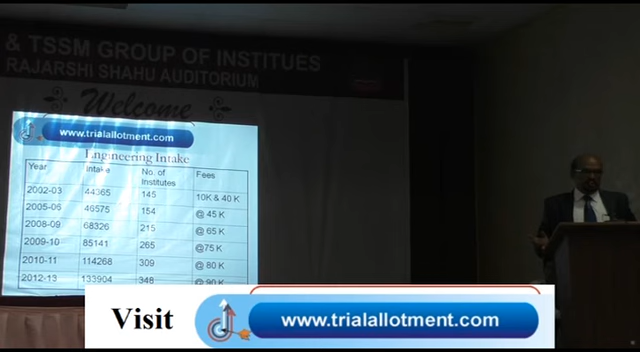 & TSSM GROUP OF INSTITUES
RAJARSHI SHAHU AUDITORIUM
Welcome
www.trialallotment.com
Engineering Intake
Year Intake No. of Institutes Fees
2002-03 44365 145 10K & 40 K
2005-06 46575 154 @ 45 K
2008-09 68326 215 @ 65 K
2009-10 85141 265 @75 K
2010-11 114268 309 @ 80 K
2012-13 133904 348 @ 90 K
Visit www.trialallotment.com